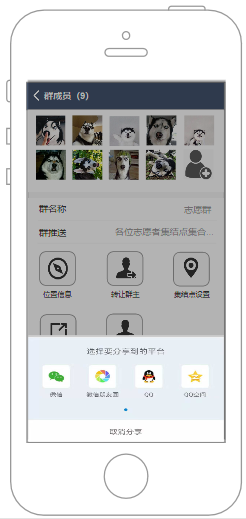 群成员（9）
群名称 志愿群
群推送 各位志愿者集结点集合...
位置信息 转让群主 集结点设置
选择要分享到的平台
微信 微信朋友圈 QQ QQ空间
取消分享